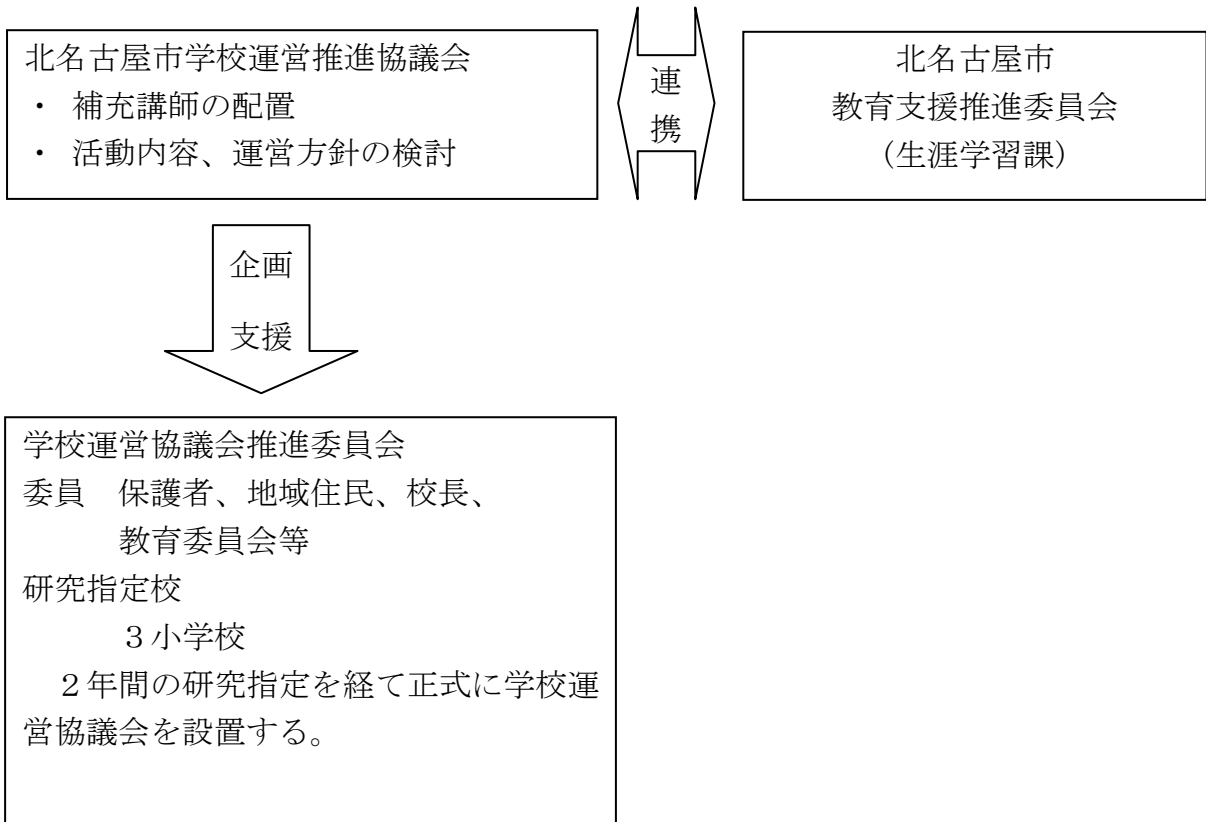 北名古屋市学校運営推進協議会
・ 補充講師の配置
・ 活動内容、運営方針の検討
連
携
北名古屋市
教育支援推進委員会
（生涯学習課）
企画
支援
学校運営協議会推進委員会
委員　保護者、地域住民、校長、
教育委員会等
研究指定校
３小学校
２年間の研究指定を経て正式に学校運
営協議会を設置する。